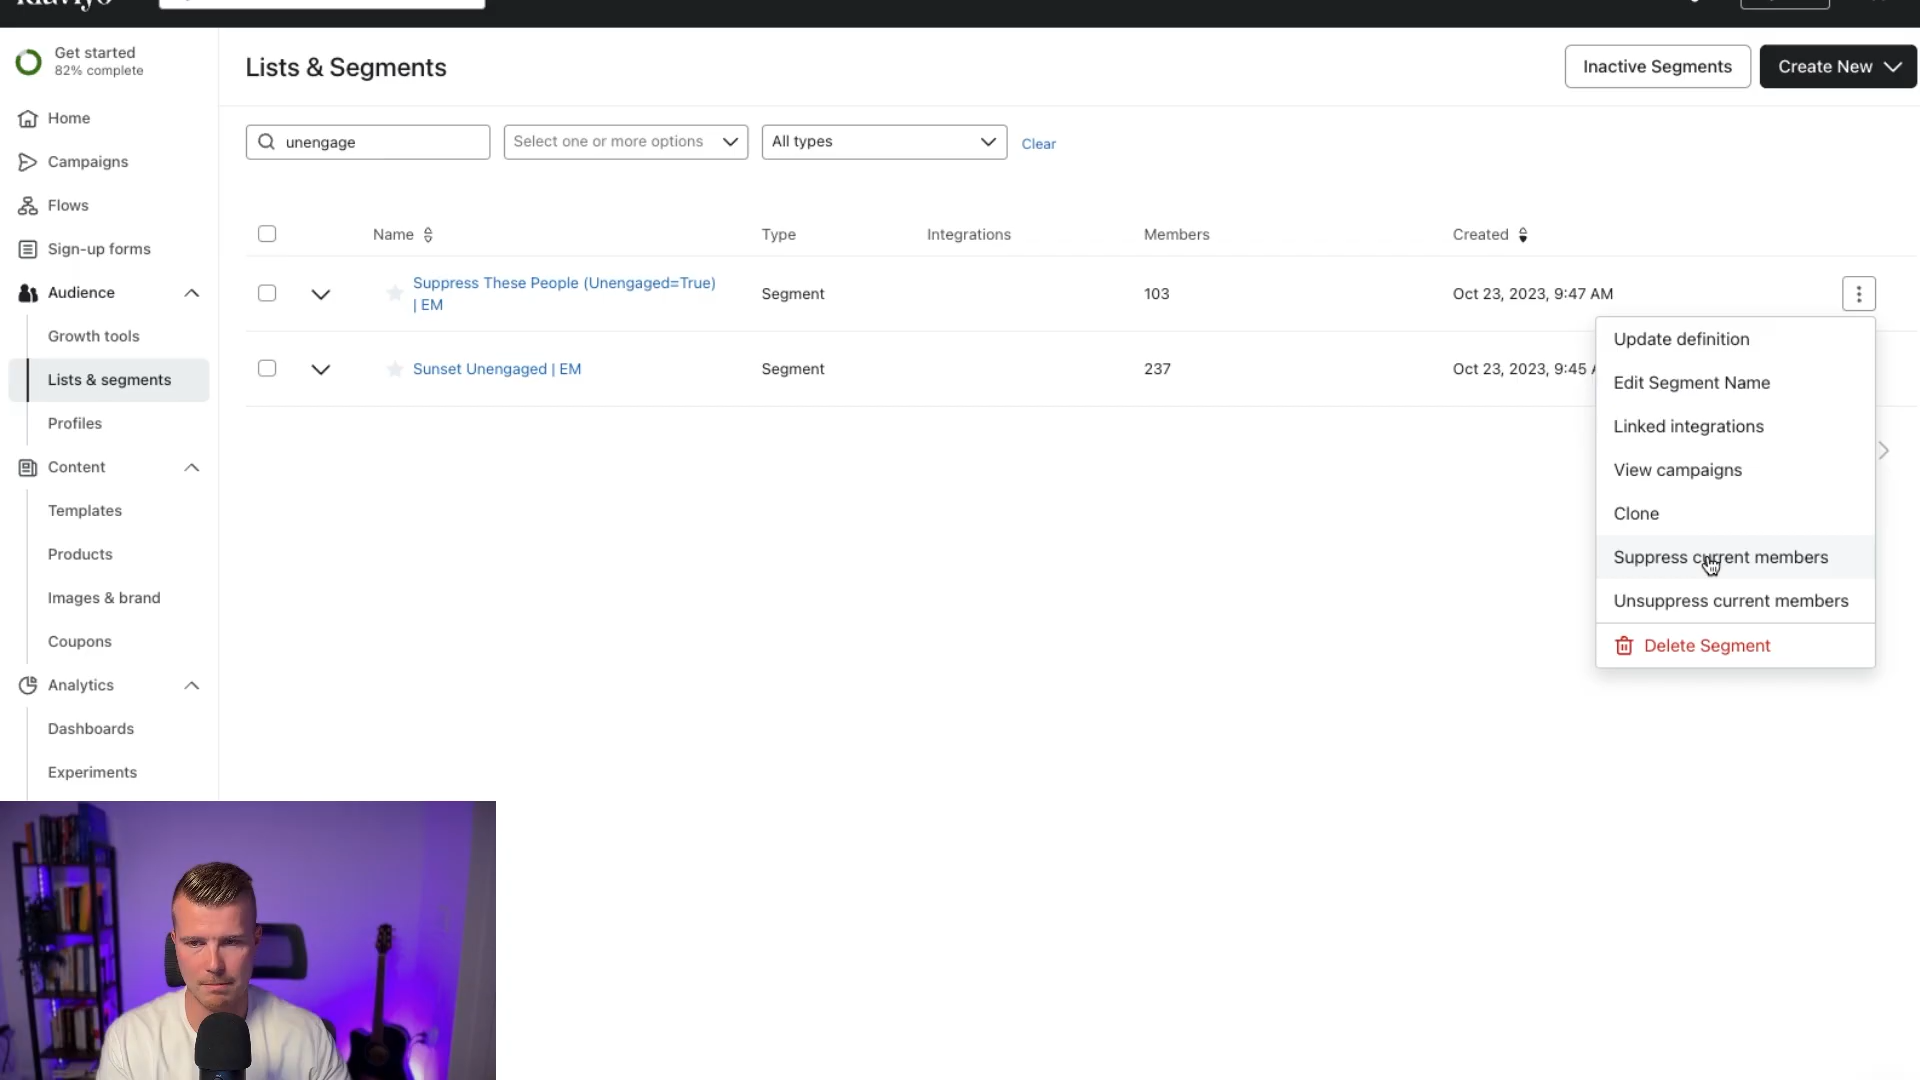 Get started
82% complete
Lists & Segments
Inactive Segments
Create New
Home
Campaigns
Flows
Sign-up forms
Audience
Growth tools
Lists & segments
Profiles
Content
Templates
Products
Images & brand
Coupons
Analytics
Dashboards
Experiments
unengage
Select one or more options
All types
Clear
Name
Type
Integrations
Members
Created
Suppress These People (Unengaged=True)
| EM
Segment
103
Oct 23, 2023, 9:47 AM
Sunset Unengaged | EM
Segment
237
Oct 23, 2023, 9:45
Update definition
Edit Segment Name
Linked integrations
View campaigns
Clone
Suppress current members
Unsuppress current members
Delete Segment